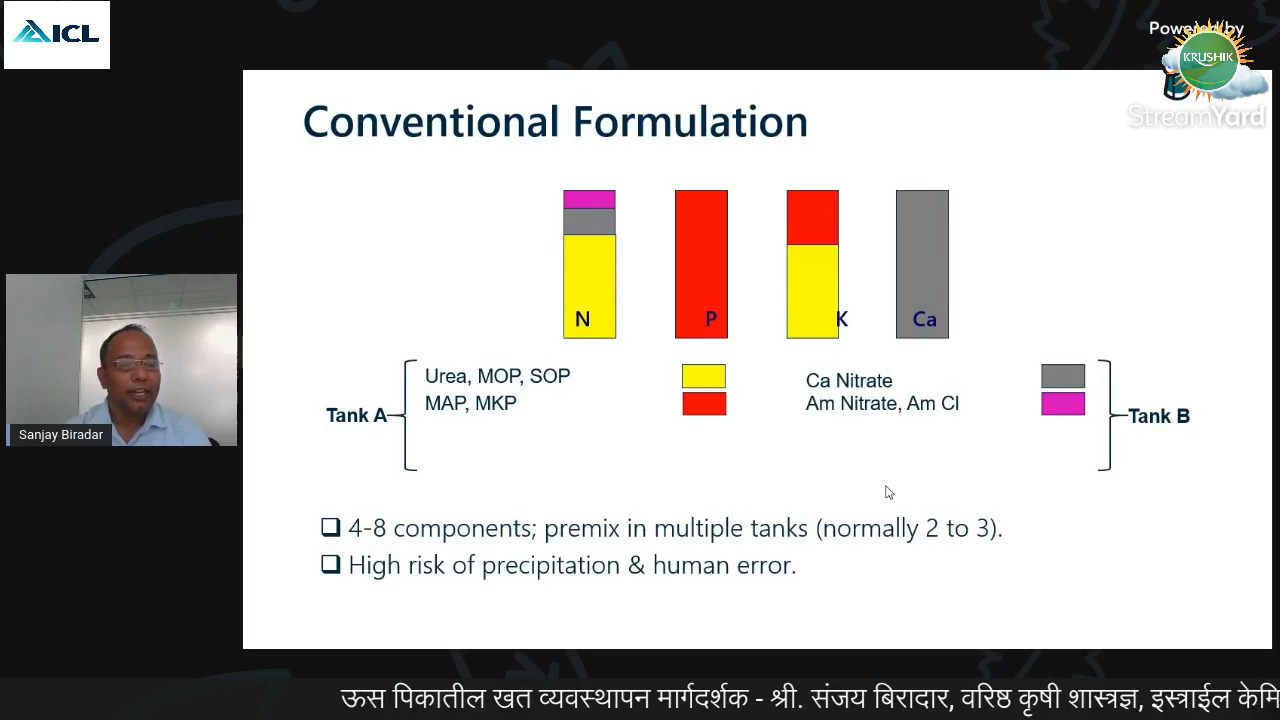 ICL
Powered by
KRUSHIK
StreamYard
Conventional Formulation
N P K Ca
Urea, MOP, SOP
MAP, MKP
Tank A
Ca Nitrate
Am Nitrate, Am Cl
Tank B
Sanjay Biradar
4-8 components; premix in multiple tanks (normally 2 to 3).
High risk of precipitation & human error.
ऊस पिकातील खत व्यवस्थापन मार्गदर्शक - श्री. संजय बिरादार, वरिष्ठ कृषी शास्त्रज्ञ, इस्त्राईल केमि